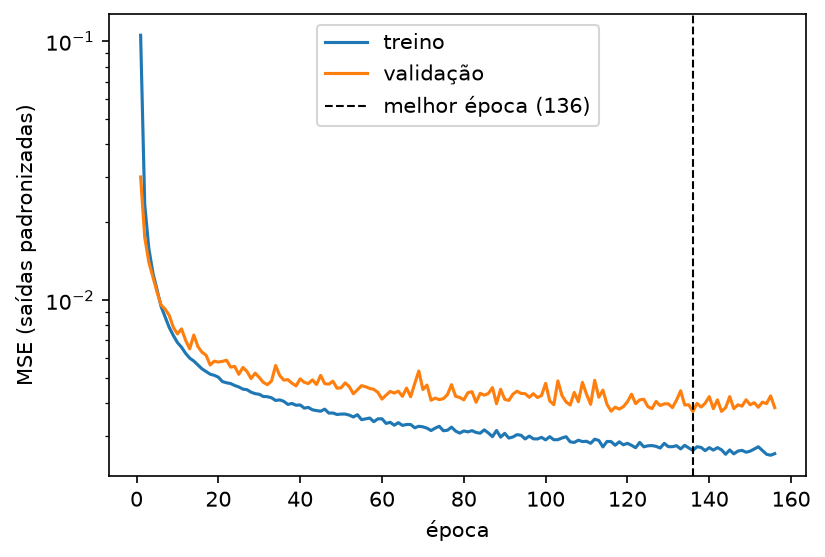 treino
validação
melhor época (136)
MSE (saídas padronizadas)
10⁻¹
10⁻²
0 20 40 60 80 100 120 140 160
época